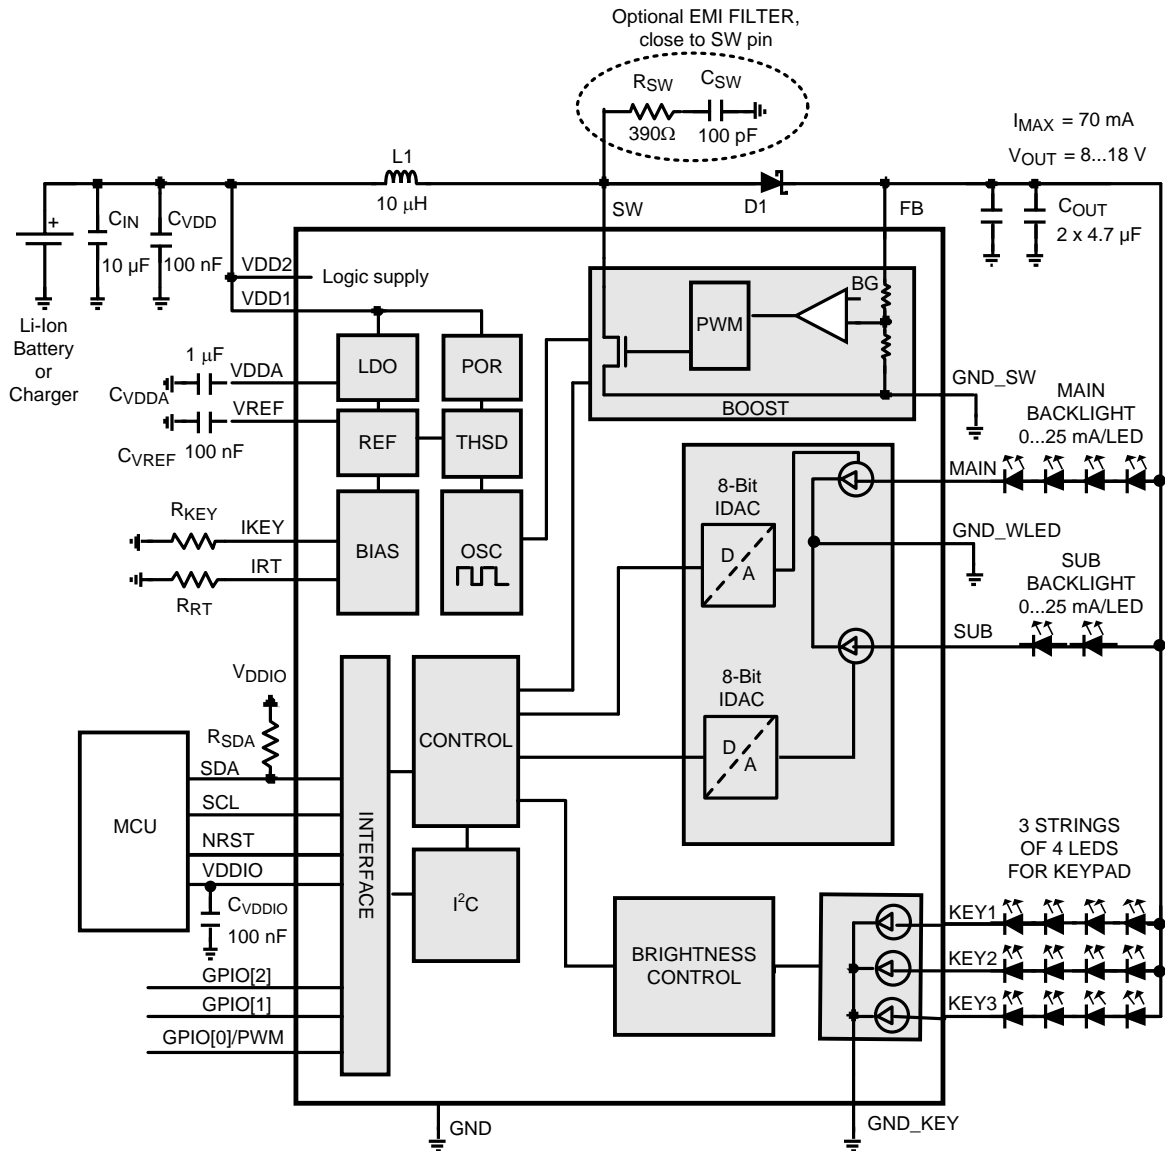 Optional EMI FILTER,
close to SW pin
RSW
CSW
390Ω
100 pF
IMAX = 70 mA
VOUT = 8...18 V
L1
10 μH
SW
D1
FB
CIN
10 µF
CVDD
100 nF
COUT
2 x 4.7 µF
+
Li-Ion
Battery
or
Charger
VDD2
Logic supply
VDD1
BG
PWM
BOOST
GND_SW
1 μF
VDDA
CVDDA
VREF
CVREF
100 nF
LDO
POR
REF
THSD
BIAS
OSC
RKEY
IKEY
IRT
RRT
MAIN
BACKLIGHT
0...25 mA/LED
MAIN
8-Bit
IDAC
D
A
GND_WLED
SUB
BACKLIGHT
0...25 mA/LED
SUB
8-Bit
IDAC
D
A
VDDIO
RSDA
MCU
SDA
SCL
NRST
VDDIO
CVDDIO
100 nF
INTERFACE
CONTROL
I²C
GPIO[2]
GPIO[1]
GPIO[0]/PWM
BRIGHTNESS
CONTROL
3 STRINGS
OF 4 LEDS
FOR KEYPAD
KEY1
KEY2
KEY3
GND
GND_KEY